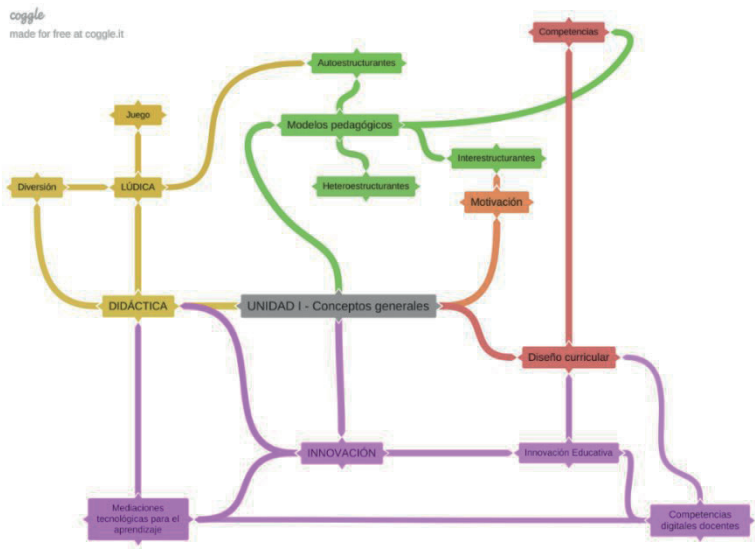 coggle
made for free at coggle.it
Competencias
Autoestructurantes
Juego
Modelos pedagógicos
Interestructurantes
Diversión
LÚDICA
Heteroestructurantes
Motivación
DIDÁCTICA
UNIDAD I - Conceptos generales
Diseño curricular
INNOVACIÓN
Innovación Educativa
Mediaciones
tecnológicas para el
aprendizaje
Competencias
digitales docentes